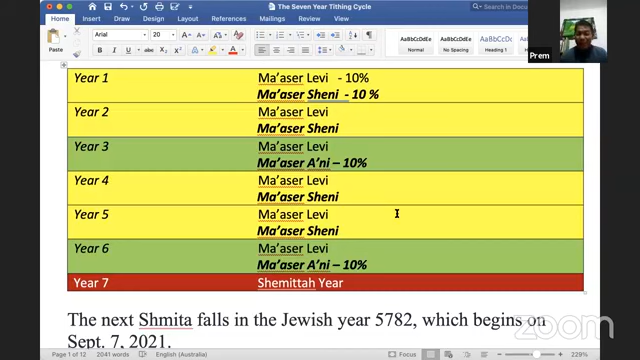 The Seven Year Tithing Cycle
Search in Docu
Home Insert Draw Design Layout References Mailings Review View
Share
Paste
Arial 20
AaBbCcDdEe AaBbCcDdEe AaBbCcDc
Normal No Spacing Heading 1
Prem
Year 1 Ma'aser Levi - 10%
Ma'aser Sheni - 10 %
Year 2 Ma'aser Levi
Ma'aser Sheni
Year 3 Ma'aser Levi
Ma'aser A'ni – 10%
Year 4 Ma'aser Levi
Ma'aser Sheni
Year 5 Ma'aser Levi
Ma'aser Sheni
Year 6 Ma'aser Levi
Ma'aser A'ni – 10%
Year 7 Shemittah Year
The next Shmita falls in the Jewish year 5782, which begins on
Sept. 7, 2021.
zoom
Page 1 of 12 2041 words English (Australia) Focus 229%